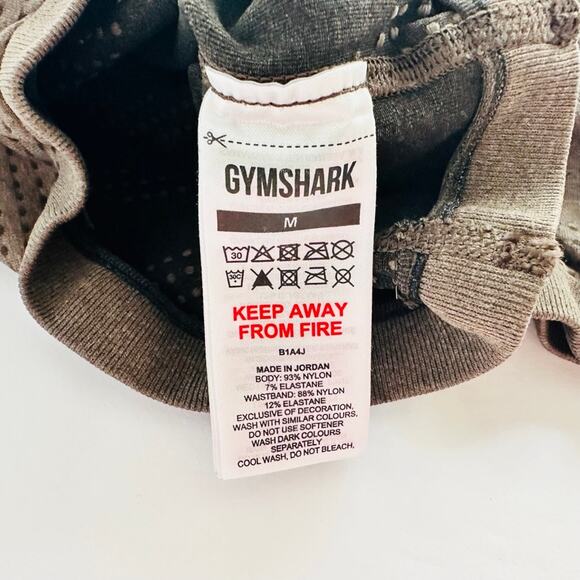 GYMSHARK
M
30
30C
KEEP AWAY
FROM FIRE
B1A4J
MADE IN JORDAN
BODY: 93% NYLON
7% ELASTANE
WAISTBAND: 88% NYLON
12% ELASTANE
EXCLUSIVE OF DECORATION,
WASH WITH SIMILAR COLOURS,
DO NOT USE SOFTENER
WASH DARK COLOURS
SEPARATELY
COOL WASH, DO NOT BLEACH.